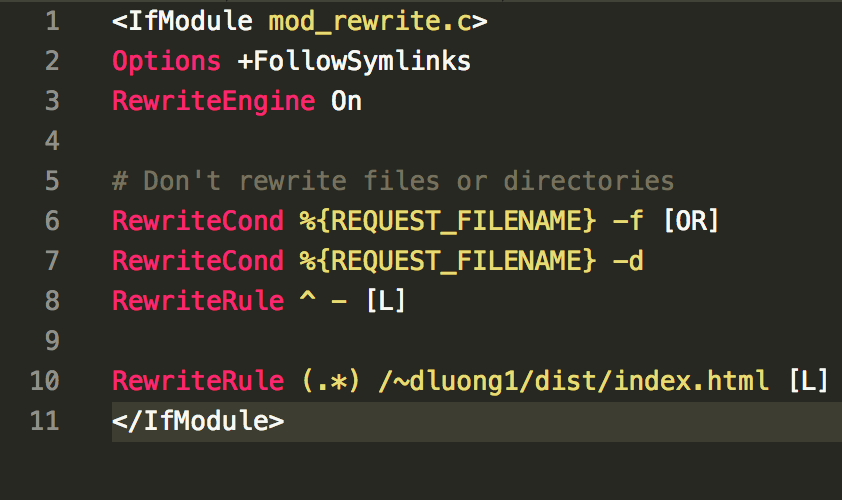 1 <IfModule mod_rewrite.c>
2 Options +FollowSymlinks
3 RewriteEngine On
4
5 # Don't rewrite files or directories
6 RewriteCond %{REQUEST_FILENAME} -f [OR]
7 RewriteCond %{REQUEST_FILENAME} -d
8 RewriteRule ^ - [L]
9
10 RewriteRule (.*) /~dluong1/dist/index.html [L]
11 </IfModule>